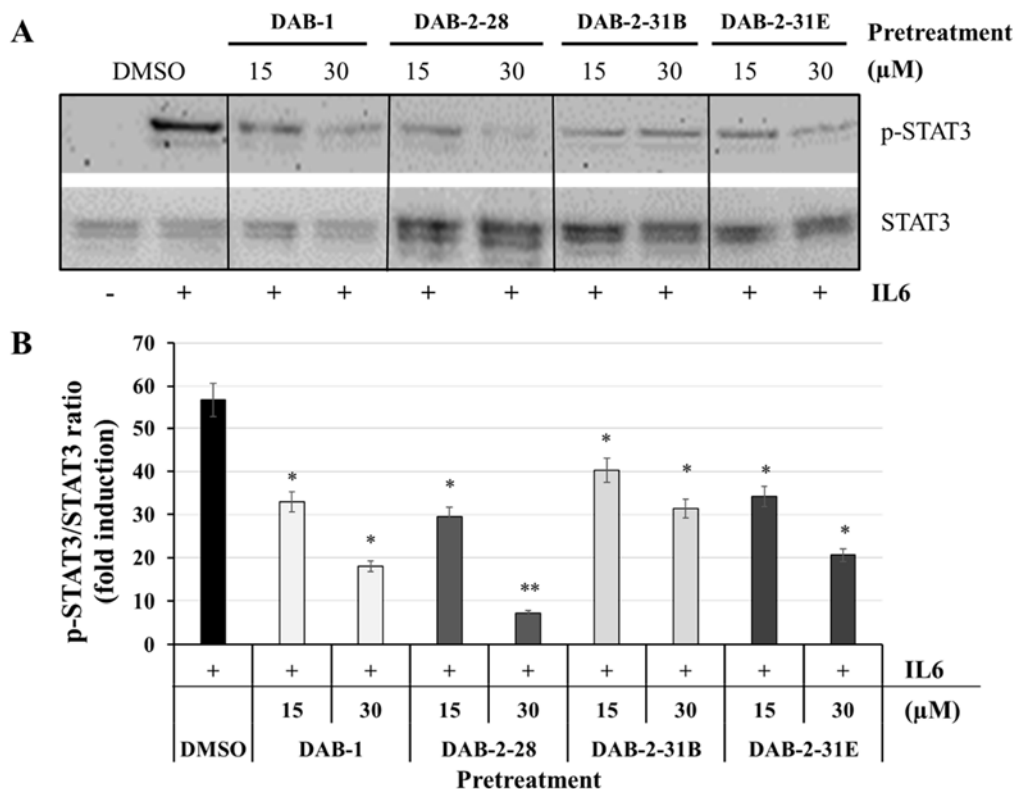 A
DAB-1 DAB-2-28 DAB-2-31B DAB-2-31E Pretreatment
DMSO 15 30 15 30 15 30 15 30 (µM)
p-STAT3
STAT3
- + + + + + + + + + IL6
B
p-STAT3/STAT3 ratio
(fold induction)
70
60
50
40
30
20
10
0
* * * ** * * * *
+ + + + + + + + + IL6
15 30 15 30 15 30 15 30 (µM)
DMSO DAB-1 DAB-2-28 DAB-2-31B DAB-2-31E
Pretreatment